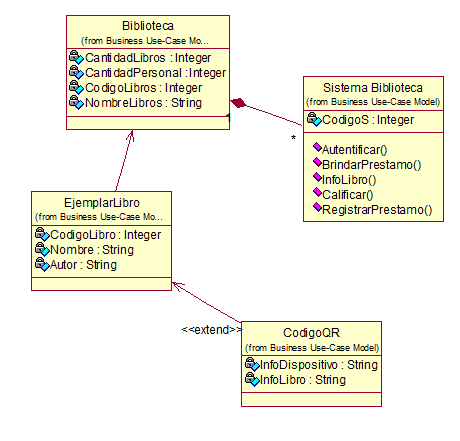 Biblioteca
(from Business Use-Case Mo...
CantidadLibros : Integer
CantidadPersonal : Integer
CodigoLibros : Integer
NombreLibros : String
Sistema Biblioteca
(from Business Use-Case Model)
CodigoS : Integer
Autentificar()
BrindarPrestamo()
InfoLibro()
Calificar()
RegistrarPrestamo()
*
EjemplarLibro
(from Business Use-Case Mo...
CodigoLibro : Integer
Nombre : String
Autor : String
<<extend>>
CodigoQR
(from Business Use-Case Model)
InfoDispositivo : String
InfoLibro : String